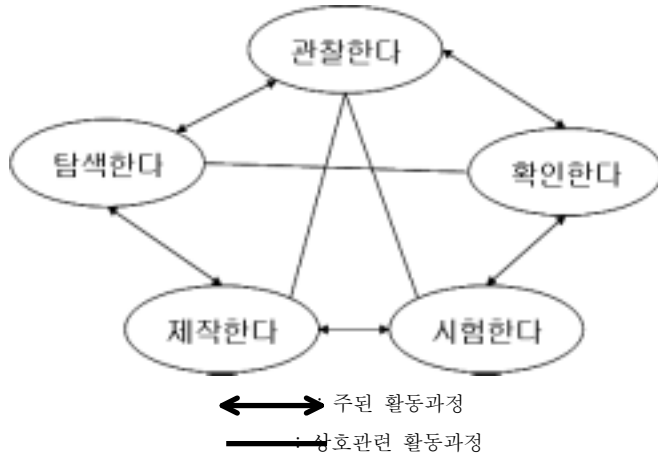 관찰한다
탐색한다
확인한다
제작한다
시험한다
: 주된 활동과정
: 상호관련 활동과정